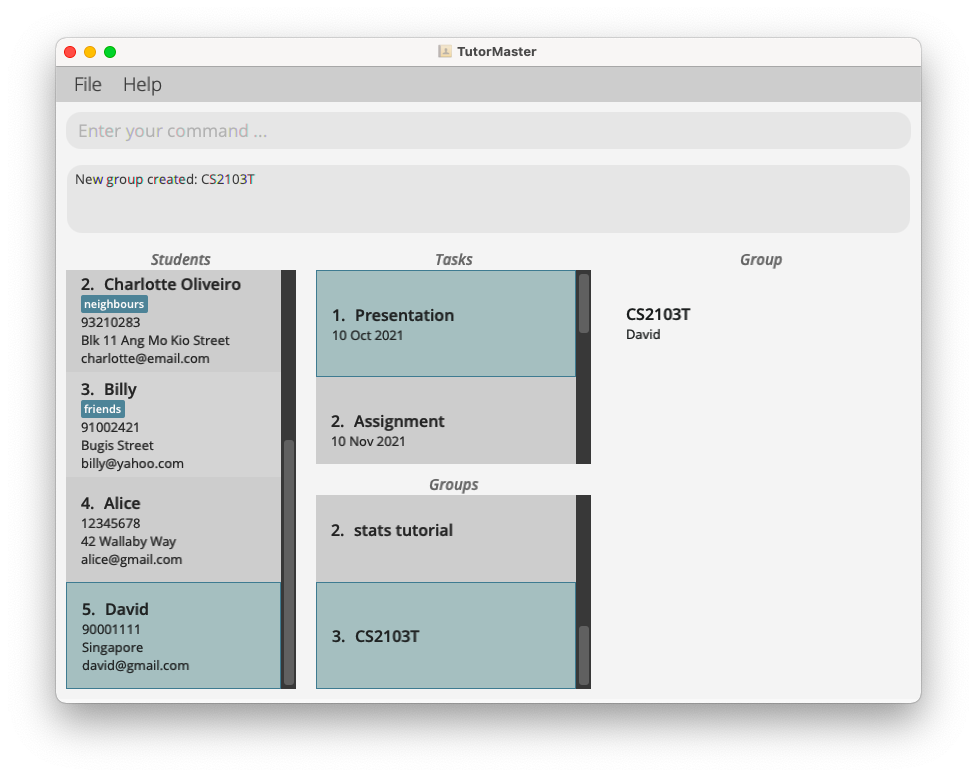 TutorMaster
File Help
Enter your command ...
New group created: CS2103T
Students
2. Charlotte Oliveiro
neighbours
93210283
Blk 11 Ang Mo Kio Street
charlotte@email.com
3. Billy
friends
91002421
Bugis Street
billy@yahoo.com
4. Alice
12345678
42 Wallaby Way
alice@gmail.com
5. David
90001111
Singapore
david@gmail.com
Tasks
1. Presentation
10 Oct 2021
2. Assignment
10 Nov 2021
Groups
2. stats tutorial
3. CS2103T
Group
CS2103T
David